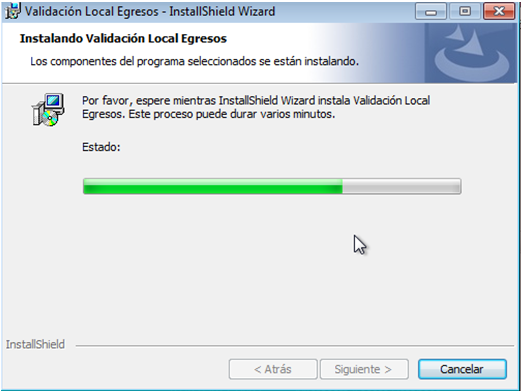 Validación Local Egresos - InstallShield Wizard
Instalando Validación Local Egresos
Los componentes del programa seleccionados se están instalando.
Por favor, espere mientras InstallShield Wizard instala Validación Local
Egresos. Este proceso puede durar varios minutos.
Estado:
InstallShield
< Atrás
Siguiente >
Cancelar